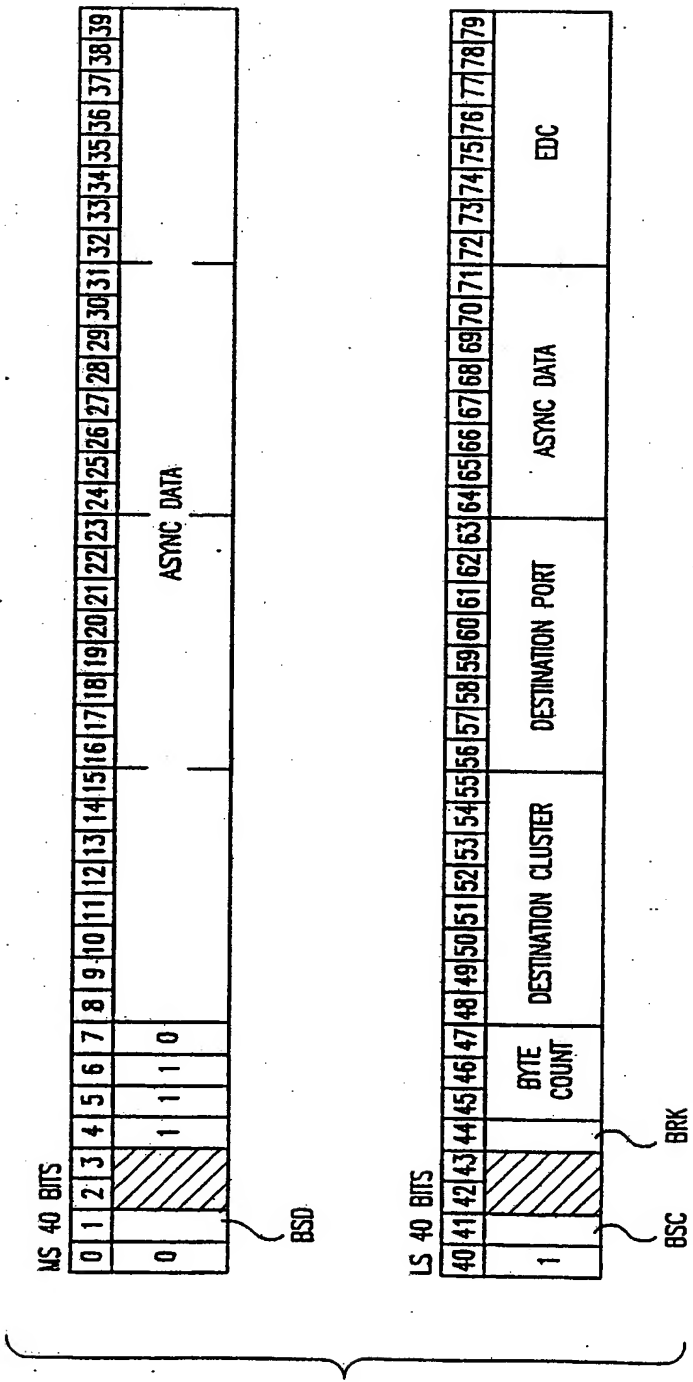 MS 40 BITS
0 1 2 3 4 5 6 7 8 9 10 11 12 13 14 15 16 17 18 19 20 21 22 23 24 25 26 27 28 29 30 31 32 33 34 35 36 37 38 39
0 1 1 1 0 ASYNC DATA
BSD
LS 40 BITS
40 41 42 43 44 45 46 47 48 49 50 51 52 53 54 55 56 57 58 59 60 61 62 63 64 65 66 67 68 69 70 71 72 73 74 75 76 77 78 79
1 BYTE COUNT DESTINATION CLUSTER DESTINATION PORT ASYNC DATA EDC
BSC BRK